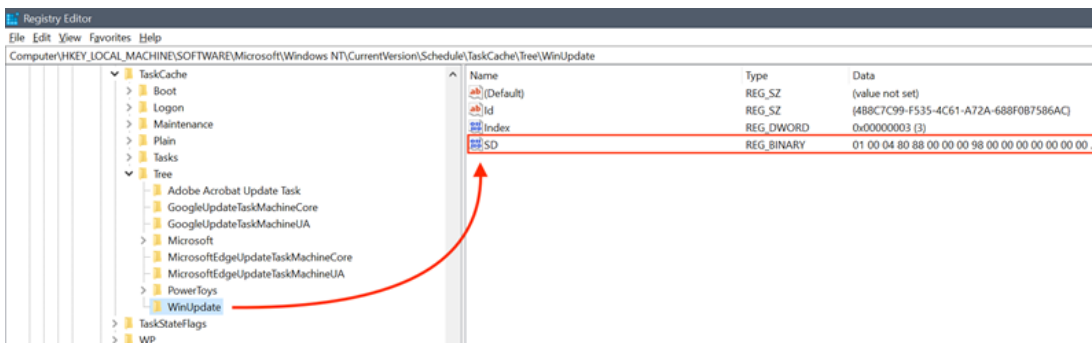 Registry Editor
File Edit View Favorites Help
Computer\HKEY_LOCAL_MACHINE\SOFTWARE\Microsoft\Windows NT\CurrentVersion\Schedule\TaskCache\Tree\WinUpdate
TaskCache
Boot
Logon
Maintenance
Plain
Tasks
Tree
Adobe Acrobat Update Task
GoogleUpdateTaskMachineCore
GoogleUpdateTaskMachineUA
Microsoft
MicrosoftEdgeUpdateTaskMachineCore
MicrosoftEdgeUpdateTaskMachineUA
PowerToys
WinUpdate
TaskStateFlags
WP
Name Type Data
(Default) REG_SZ (value not set)
Id REG_SZ {4B8C7C99-F535-4C61-A72A-688F0B7586AC}
Index REG_DWORD 0x00000003 (3)
SD REG_BINARY 01 00 04 80 88 00 00 00 98 00 00 00 00 00 00 00 ...